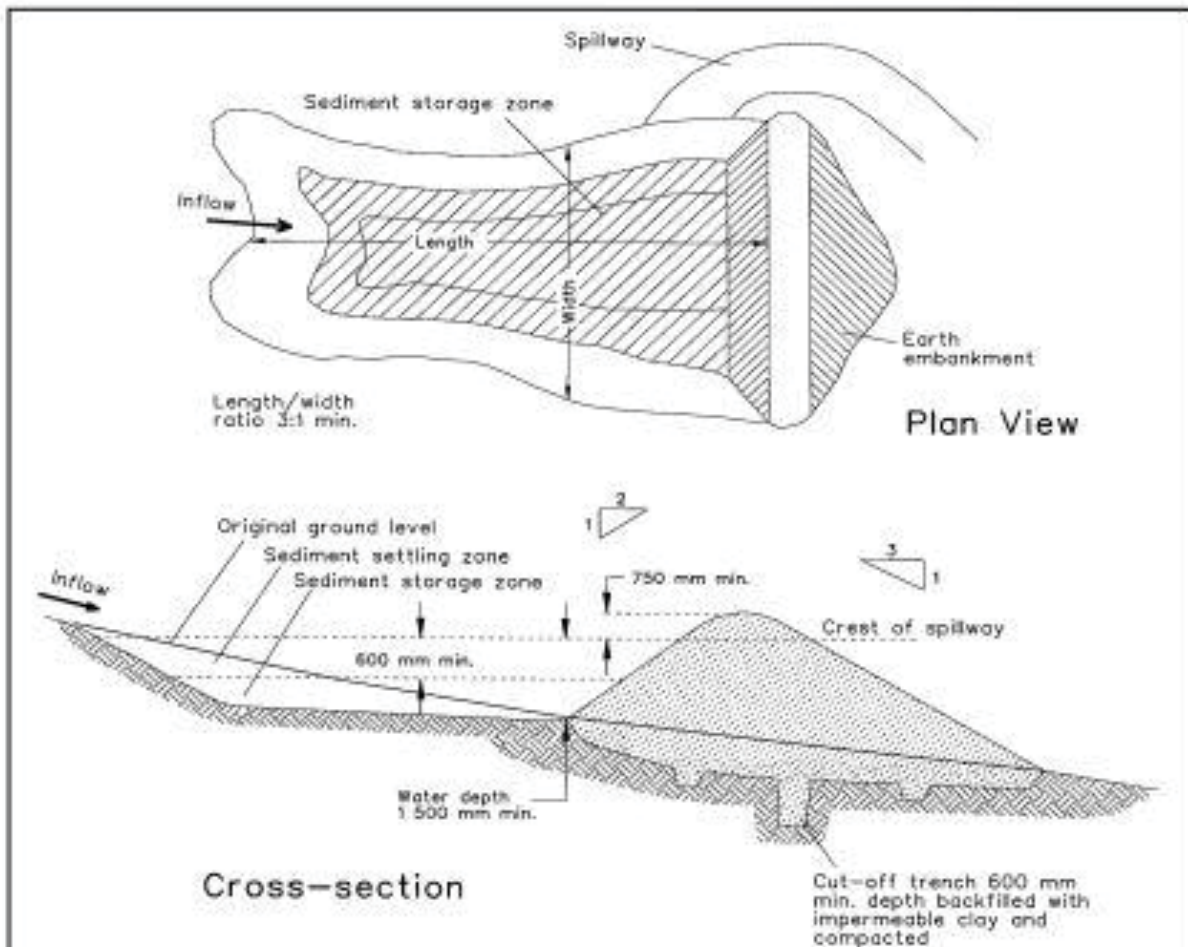 Spillway
Sediment storage zone
Inflow
Length
Width
Earth
embankment
Length/width
ratio 3:1 min.
Plan View
2
1
Original ground level
Sediment settling zone
3
Sediment storage zone
750 mm min.
1
Inflow
Crest of spillway
600 mm min.
Water depth
1 500 mm min.
Cross-section
Cut-off trench 600 mm
min. depth backfilled with
impermeable clay and
compacted